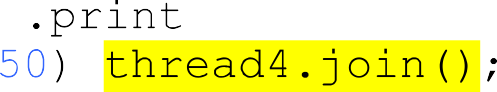 .print
50) thread4.join();